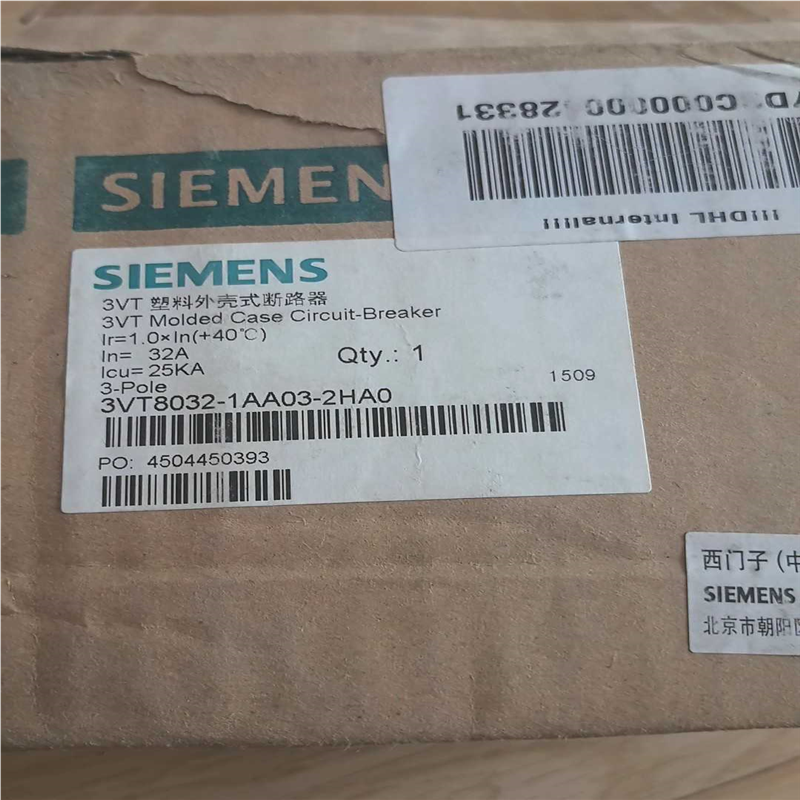 SIEMEN
SIEMENS
3VT 塑料外壳式断路器
3VT Molded Case Circuit-Breaker
Ir=1.0×In(+40℃)
In= 32A
Icu= 25KA
3-Pole
Qty.: 1
1509
3VT8032-1AA03-2HA0
PO: 4504450393
!!!DHL Internal!!!
28331
西门子(中
SIEMENS
北京市朝阳